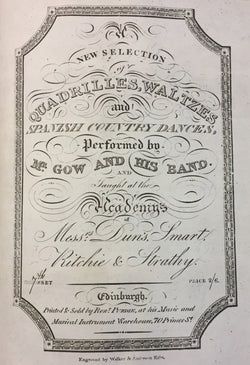 A
NEW SELECTION
of
QUADRILLES, WALTZES
and
SPANISH COUNTRY DANCES,
Performed by
Mr. GOW AND HIS BAND.
AND
Taught at the
Academys
of
Messrs. Duns, Smart,
Ritchie & Strathy.
7th SET PRICE 2/6
Edinburgh.
Printed & Sold by Robt. PURDIE, at his Music and
Musical Instrument Warehouse, 70 Princes St.
Engraved by Walker & Edin.